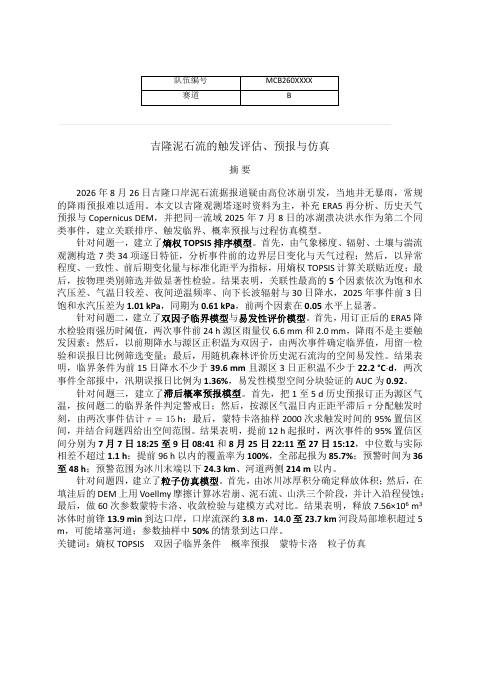 队伍编号 MCB260XXXX
赛道 B
吉隆泥石流的触发评估、预报与仿真
摘 要
2026 年 8 月 26 日吉隆口岸泥石流据报道疑由高位冰崩引发，当地并无暴雨，常规
的降雨预报难以适用。本文以吉隆观测塔逐时资料为主，补充 ERA5 再分析、历史天气
预报与 Copernicus DEM，并把同一流域 2025 年 7 月 8 日的冰湖溃决洪水作为第二个同
类事件，建立关联排序、触发临界、概率预报与过程仿真模型。
针对问题一，建立了熵权 TOPSIS 排序模型。首先，由气象梯度、辐射、土壤与湍流
观测构造 7 类 34 项逐日特征，分析事件前的边界层日变化与天气过程；然后，以异常
程度、一致性、前后期变化量与标准化距平为指标，用熵权 TOPSIS 计算关联贴近度；最
后，按物理类别筛选并做显著性检验。结果表明，关联性最高的 5 个因子依次为饱和水
汽压差、气温日较差、夜间逆温频率、向下长波辐射与 30 日降水，2025 年事件前 3 日
饱和水汽压差为 1.01 kPa，同期为 0.61 kPa，前两个因素在 0.05 水平上显著。
针对问题二，建立了双因子临界模型与易发性评价模型。首先，用订正后的 ERA5 降
水检验雨强历时阈值，两次事件前 24 h 源区雨量仅 6.6 mm 和 2.0 mm，降雨不是主要触
发因素；然后，以前期降水与源区正积温为双因子，由两次事件确定临界值，用留一检
验和误报日比例筛选变量；最后，用随机森林评价历史泥石流沟的空间易发性。结果表
明，临界条件为前 15 日降水不少于 39.6 mm 且源区 3 日正积温不少于 22.2 °C·d，两次
事件全部报中，汛期误报日比例为 1.36%，易发性模型空间分块验证的 AUC 为 0.92。
针对问题三，建立了滞后概率预报模型。首先，把 1 至 5 d 历史预报订正为源区气
温，按问题二的临界条件判定警戒日；然后，按源区气温日内正距平滞后 τ 分配触发时
刻，由两次事件估计 τ = 15 h；最后，蒙特卡洛抽样 2000 次求触发时间的 95% 置信区
间，并结合问题四给出空间范围。结果表明，提前 12 h 起报时，两次事件的 95% 置信区
间分别为 7 月 7 日 18:25 至 9 日 08:41 和 8 月 25 日 22:11 至 27 日 15:12，中位数与实际
相差不超过 1.1 h；提前 96 h 以内的覆盖率为 100%，全部起报为 85.7%；预警时间为 36
至 48 h；预警范围为冰川末端以下 24.3 km、河道两侧 214 m 以内。
针对问题四，建立了粒子仿真模型。首先，由冰川冰厚积分确定释放体积；然后，在
填洼后的 DEM 上用 Voellmy 摩擦计算冰岩崩、泥石流、山洪三个阶段，并计入沿程侵蚀；
最后，做 60 次参数蒙特卡洛、收敛检验与建模方式对比。结果表明，释放 7.56×10⁶ m³
冰体时前锋 13.9 min 到达口岸，口岸流深约 3.8 m，14.0 至 23.7 km 河段局部堆积超过 5
m，可能堵塞河道；参数抽样中 50% 的情景到达口岸。
关键词：熵权 TOPSIS 双因子临界条件 概率预报 蒙特卡洛 粒子仿真